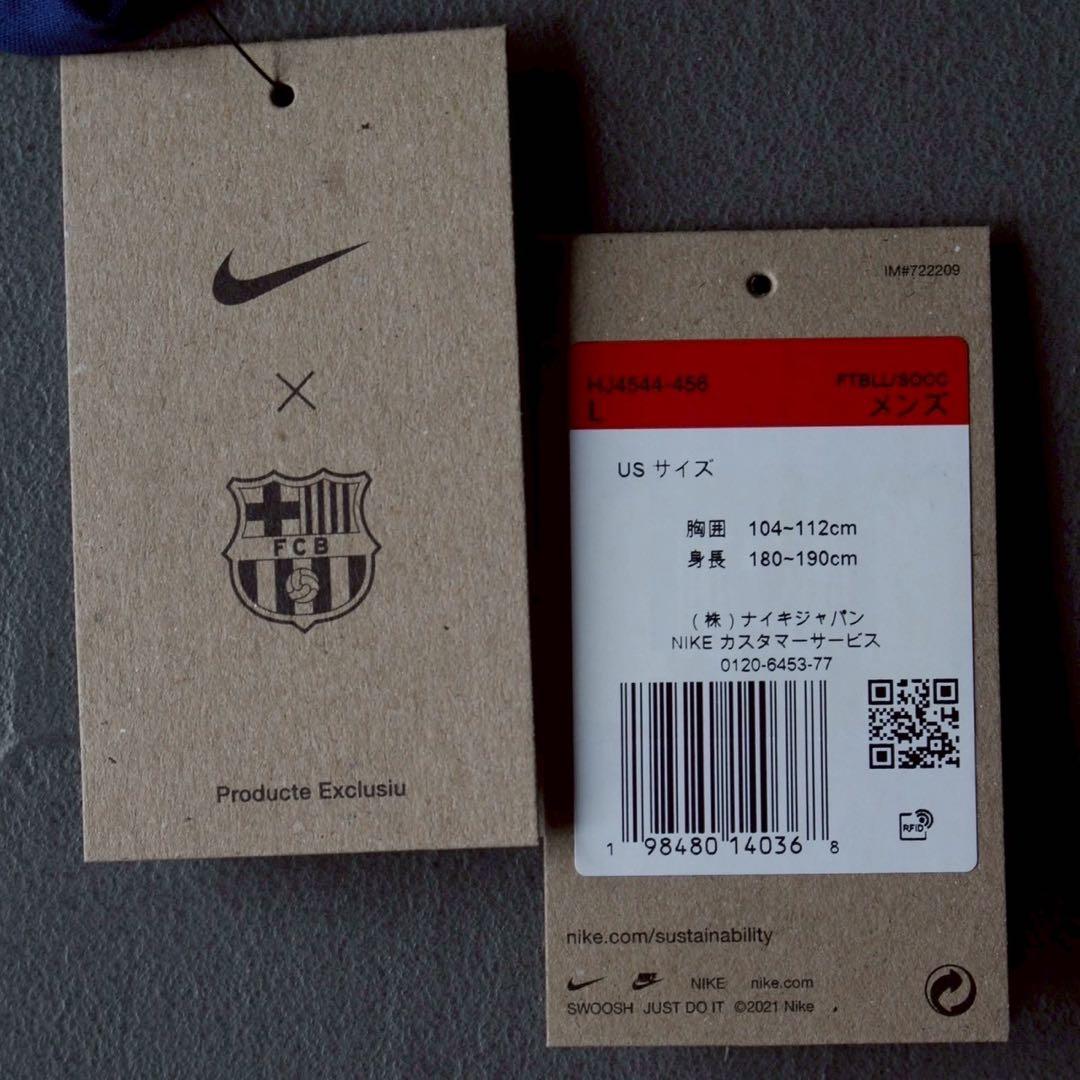 FCB
Producte Exclusiu
IM#722209
HJ4544-456
FTBLL/SOCC
L
メンズ
US サイズ
胸囲 104~112cm
身長 180~190cm
(株)ナイキジャパン
NIKE カスタマーサービス
0120-6453-77
1 98480 14036 8
RFID
nike.com/sustainability
NIKE nike.com
SWOOSH JUST DO IT ©2021 Nike